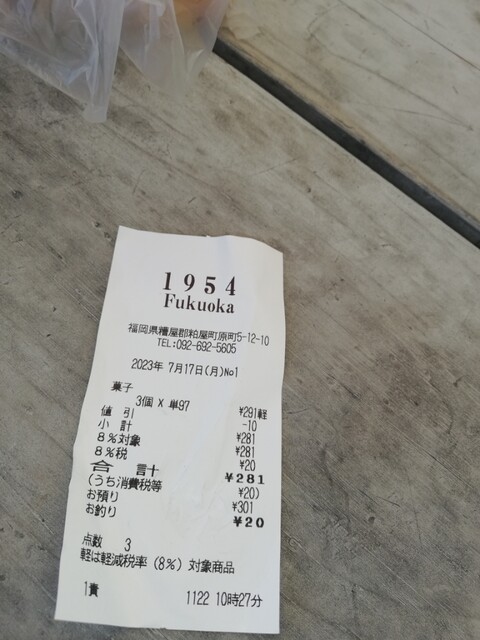 1954
Fukuoka
福岡県糟屋郡粕屋町原町5-12-10
TEL:092-692-5605
2023年 7月17日(月)No1
菓子
3個 X 単97 ¥291軽
値 引 -10
小 計 ¥281
8%対象 ¥281
8%税 ¥20
合 計 ¥281
(うち消費税等 ¥20)
お預り ¥301
お釣り ¥20
点数 3
軽は軽減税率(8%)対象商品
1責 1122 10時27分